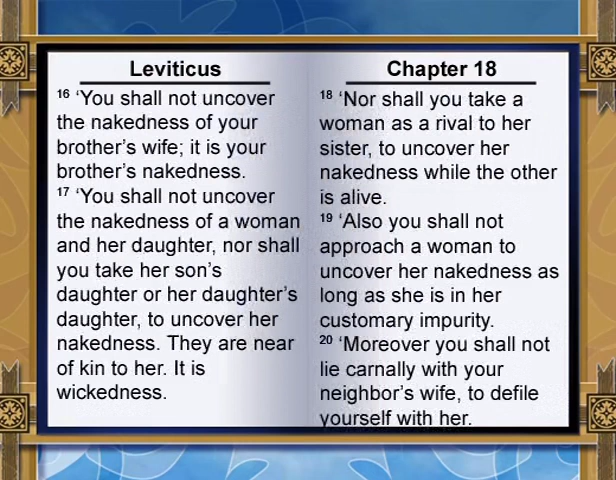 Leviticus
16 ‘You shall not uncover
the nakedness of your
brother’s wife; it is your
brother’s nakedness.
17 ‘You shall not uncover
the nakedness of a woman
and her daughter, nor shall
you take her son’s
daughter or her daughter’s
daughter, to uncover her
nakedness. They are near
of kin to her. It is
wickedness.
Chapter 18
18 ‘Nor shall you take a
woman as a rival to her
sister, to uncover her
nakedness while the other
is alive.
19 ‘Also you shall not
approach a woman to
uncover her nakedness as
long as she is in her
customary impurity.
20 ‘Moreover you shall not
lie carnally with your
neighbor’s wife, to defile
yourself with her.